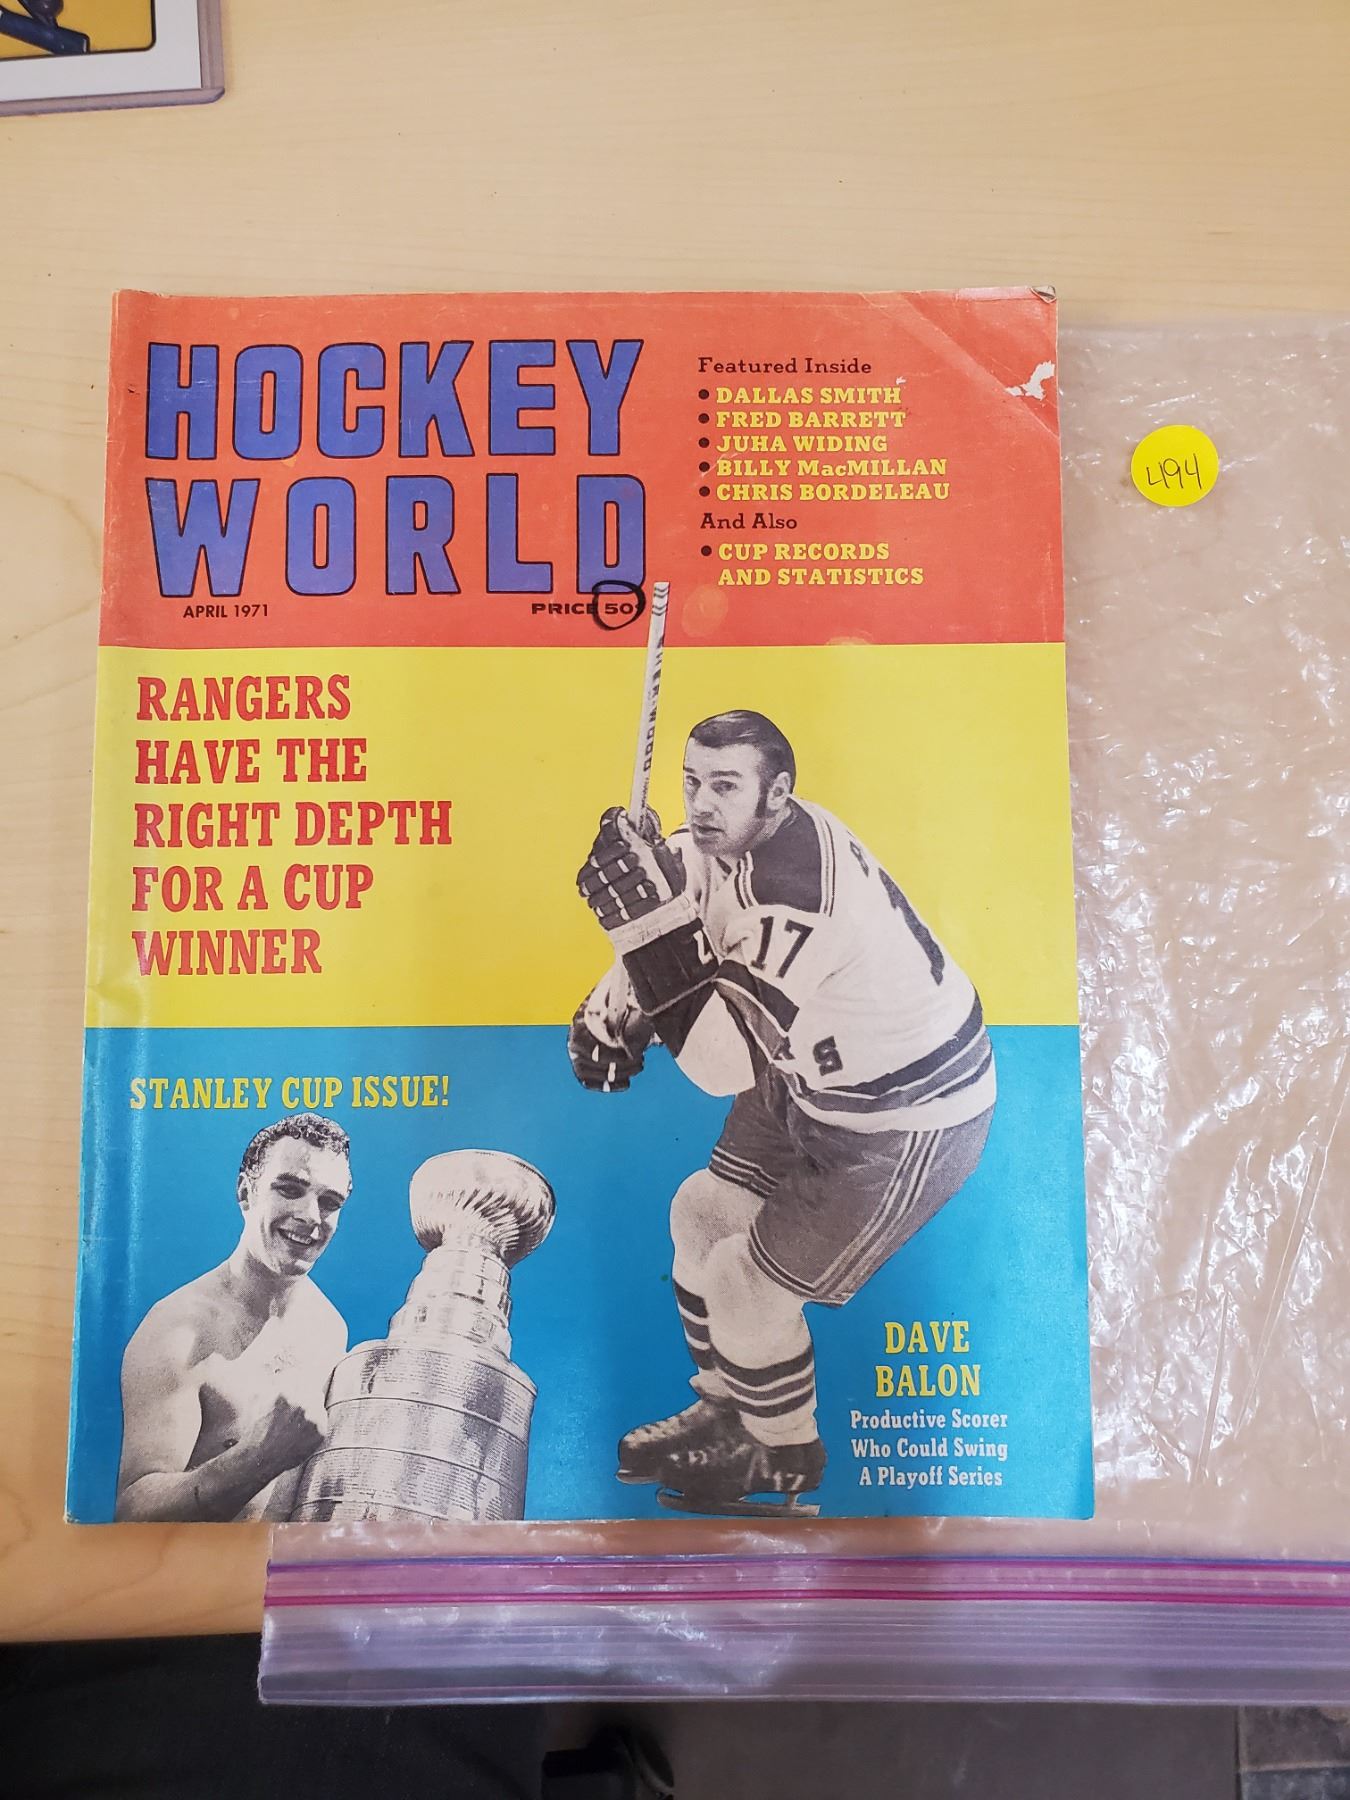 HOCKEY
WORLD
APRIL 1971
PRICE 50¢
Featured Inside
• DALLAS SMITH
• FRED BARRETT
• JUHA WIDING
• BILLY MacMILLAN
• CHRIS BORDELEAU
And Also
• CUP RECORDS
AND STATISTICS
494
RANGERS
HAVE THE
RIGHT DEPTH
FOR A CUP
WINNER
17
S
STANLEY CUP ISSUE!
DAVE
BALON
Productive Scorer
Who Could Swing
A Playoff Series
17